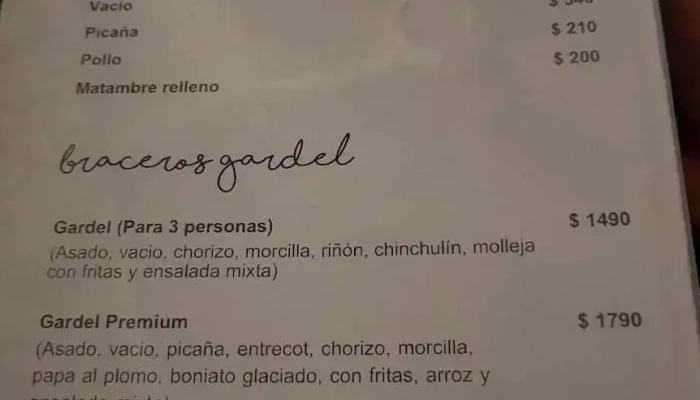 Vacío
Picaña $ 210
Pollo $ 200
Matambre relleno
braceros gardel
Gardel (Para 3 personas) $ 1490
(Asado, vacio, chorizo, morcilla, riñón, chinchulín, molleja
con fritas y ensalada mixta)
Gardel Premium $ 1790
(Asado, vacio, picaña, entrecot, chorizo, morcilla,
papa al plomo, boniato glaciado, con fritas, arroz y